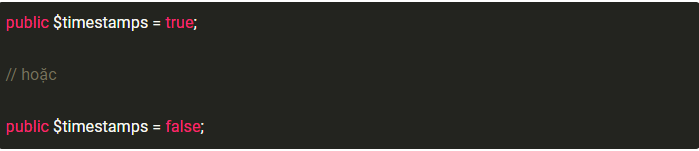 public $timestamps = true;
// hoặc
public $timestamps = false;